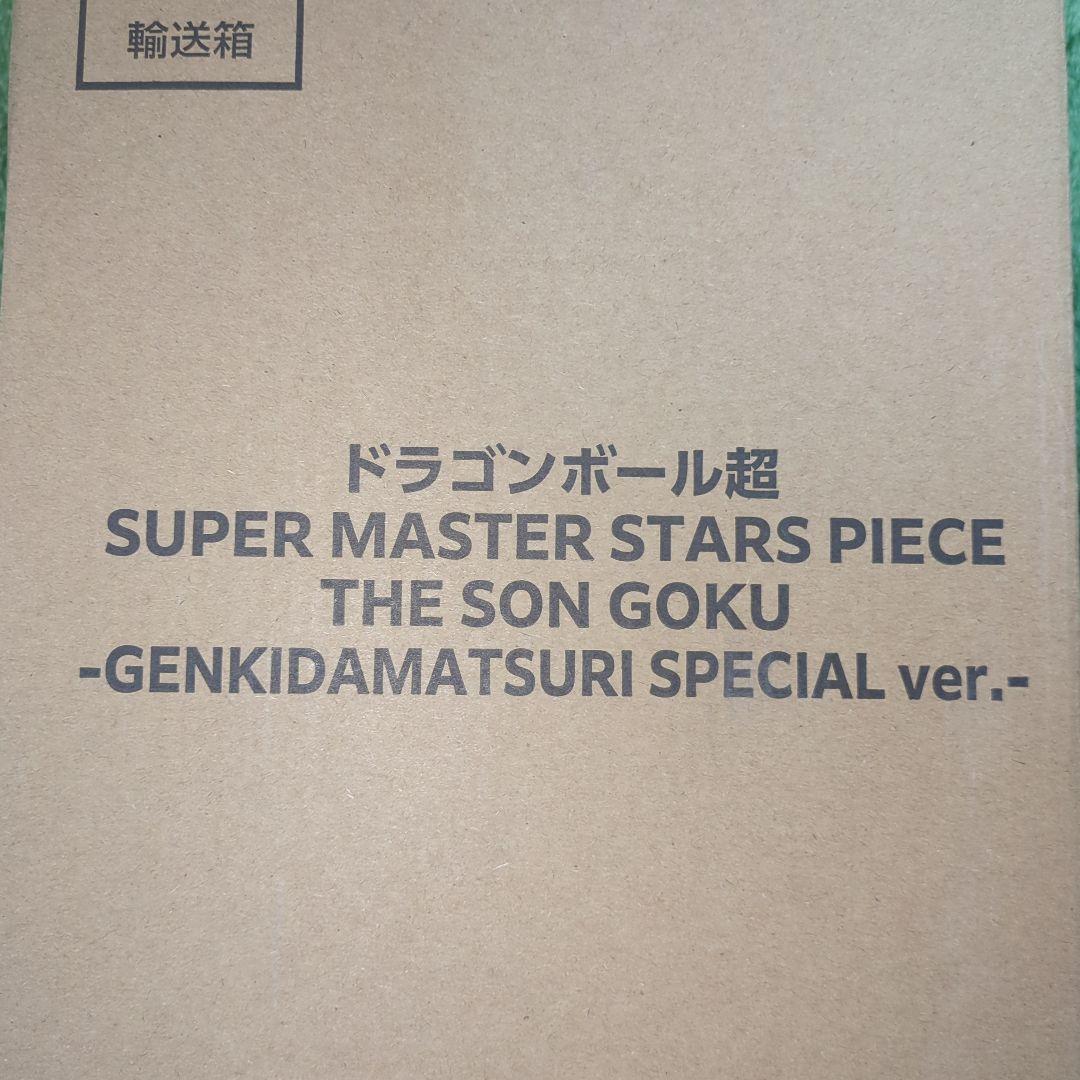 輸送箱
ドラゴンボール超
SUPER MASTER STARS PIECE
THE SON GOKU
-GENKIDAMATSURI SPECIAL ver.-